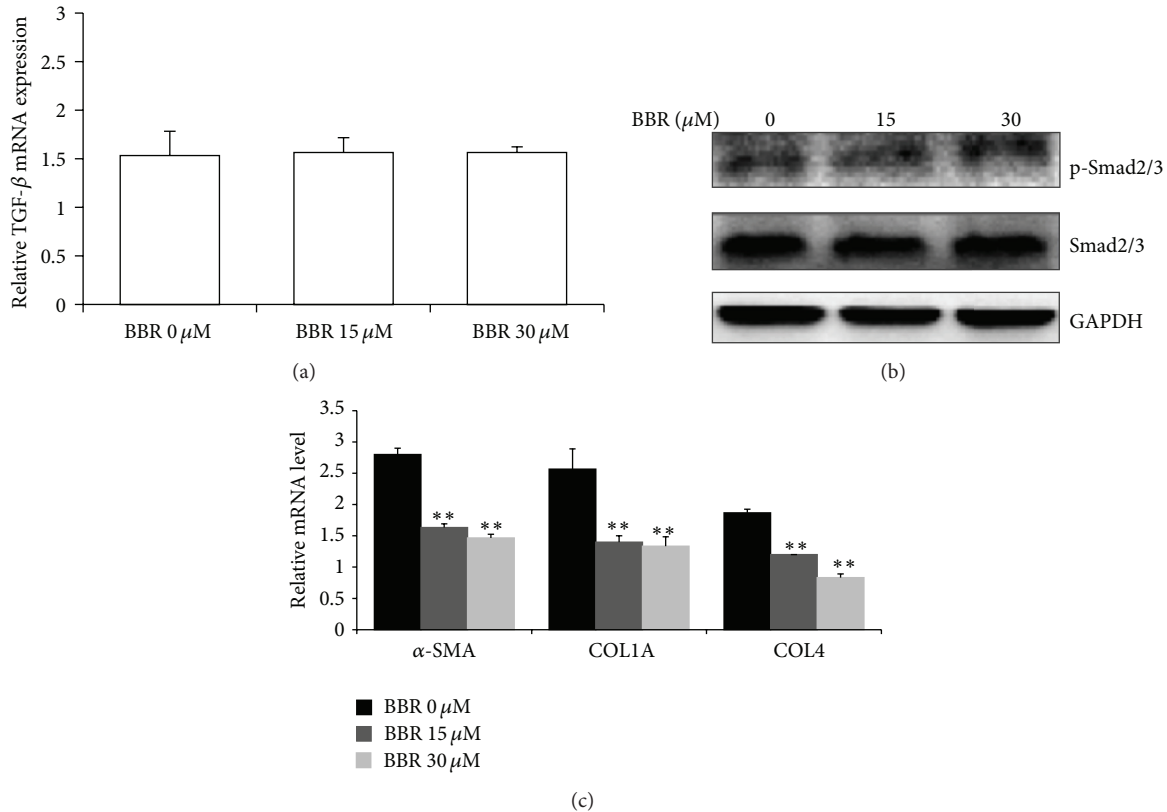 3
2.5
2
1.5
1
0.5
0
Relative TGF-β mRNA expression
BBR 0 μM
BBR 15 μM
BBR 30 μM
(a)
BBR (μM)
0
15
30
p-Smad2/3
Smad2/3
GAPDH
(b)
3.5
3
2.5
2
1.5
1
0.5
0
Relative mRNA level
**
**
**
**
**
**
α-SMA
COL1A
COL4
BBR 0 μM
BBR 15 μM
BBR 30 μM
(c)